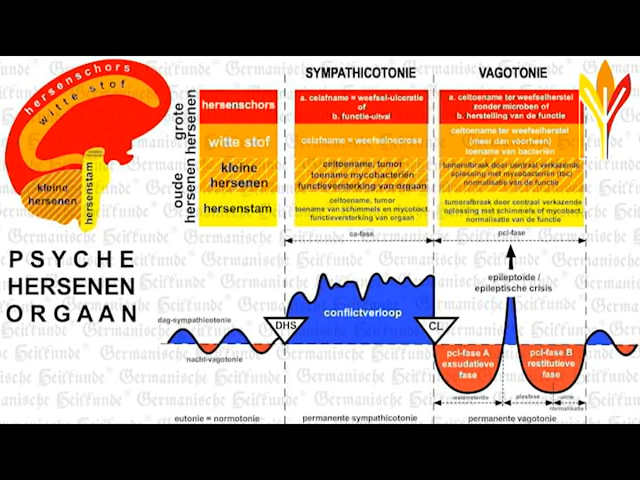 SYMPATHICOTONIE
VAGOTONIE
hersenschors
witte stof
kleine
hersenen
hersenstam
PSYCHE
HERSENEN
ORGAAN
grote
hersenen
oude
hersenen
hersenschors
a. celafname = weefsel-ulceratie
of
b. functie-uitval
a. celtoename ter weefselherstel
zonder microben of
b. herstelling van de functie
witte stof
celafname = weefselnecrose
celtoename ter weefselherstel
(meer dan voorheen)
toename van bacteriën
kleine
hersenen
celtoename, tumor
toename mycobacteriën
functieversterking van orgaan
tumorafbraak door centraal verkazende
oplossing met mycobacteriën (tbc)
normalisatie van de functie
hersenstam
celtoename, tumor
toename van schimmels en mycobact
functieversterking van orgaan
tumorafbraak door centraal verkazende
oplossing met schimmels of mycobact.
normalisatie van de functie
ca-fase
pcl-fase
epileptoïde /
epileptische crisis
dag-sympathicotonie
nacht-vagotonie
DHS
conflictverloop
CL
pcl-fase A
exsudatieve
fase
pcl-fase B
restitutieve
fase
waterretentie
plasfase
normalisatie
eutonie = normotonie
permanente sympathicotonie
permanente vagotonie
Germanische Heilkunde